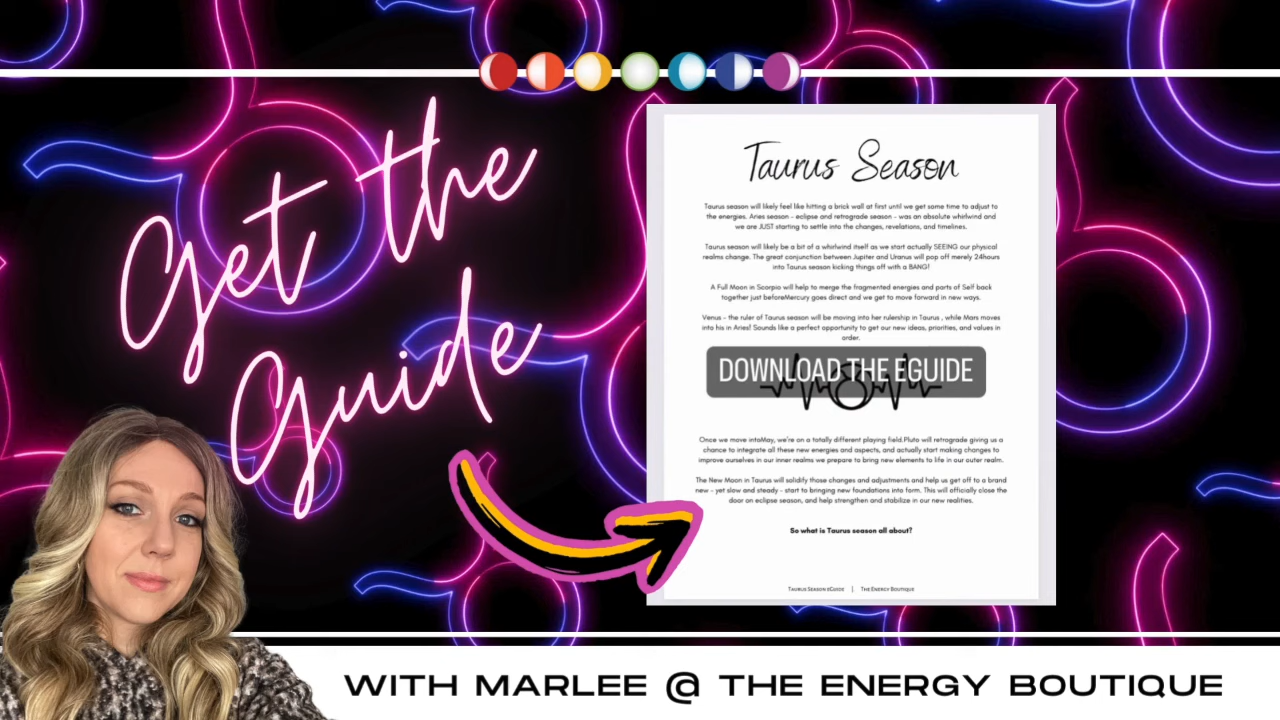 Get the
Guide
Taurus Season
Taurus season will likely feel like hitting a brick wall at first until we get some time to adjust to
the energies. Aries season - eclipse and retrograde season - was an absolute whirlwind and
we are JUST starting to settle into the changes, revelations, and timelines.
Taurus season will likely be a bit of a whirlwind itself as we start actually SEEING our physical
realms change. The great conjunction between Jupiter and Uranus will pop off merely 24hours
into Taurus season kicking things off with a BANG!
A Full Moon in Scorpio will help to merge the fragmented energies and parts of Self back
together just beforeMercury goes direct and we get to move forward in new ways.
Venus - the ruler of Taurus season will be moving into her rulership in Taurus , while Mars moves
into his in Aries! Sounds like a perfect opportunity to get our new ideas, priorities, and values in
order.
DOWNLOAD THE EGUIDE
Once we move intoMay, we're on a totally different playing field.Pluto will retrograde giving us a
chance to integrate all these new energies and aspects, and actually start making changes to
improve ourselves in our inner realms we prepare to bring new elements to life in our outer realm.
The New Moon in Taurus will solidify those changes and adjustments and help us get off to a brand
new - yet slow and steady - start to bringing new foundations into form. This will officially close the
door on eclipse season, and help strengthen and stabilize in our new realities.
So what is Taurus season all about?
Taurus Season eGuide | The Energy Boutique
WITH MARLEE @ THE ENERGY BOUTIQUE